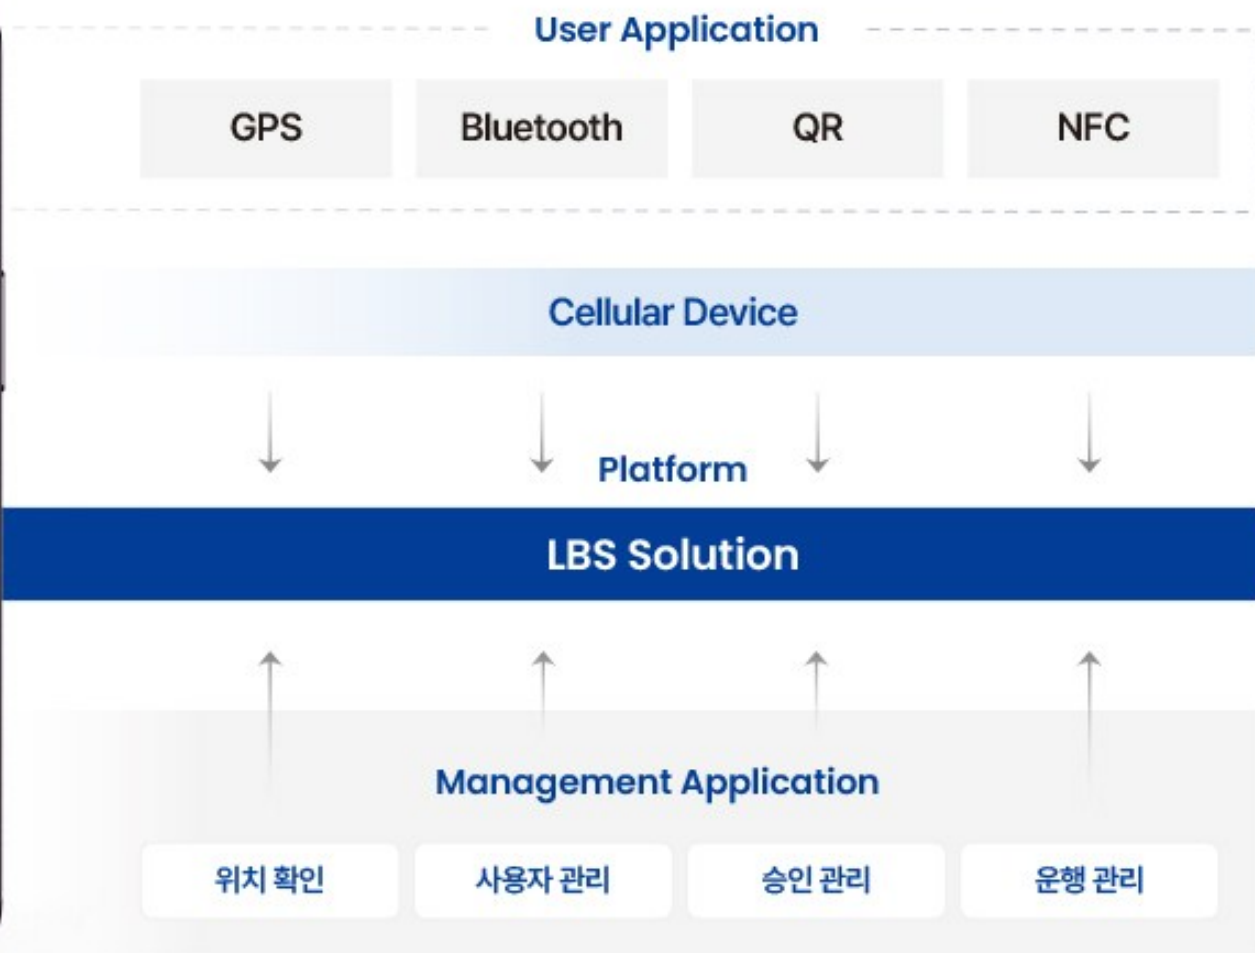 User Application
GPS Bluetooth QR NFC
Cellular Device
Platform
LBS Solution
Management Application
위치 확인 사용자 관리 승인 관리 운행 관리